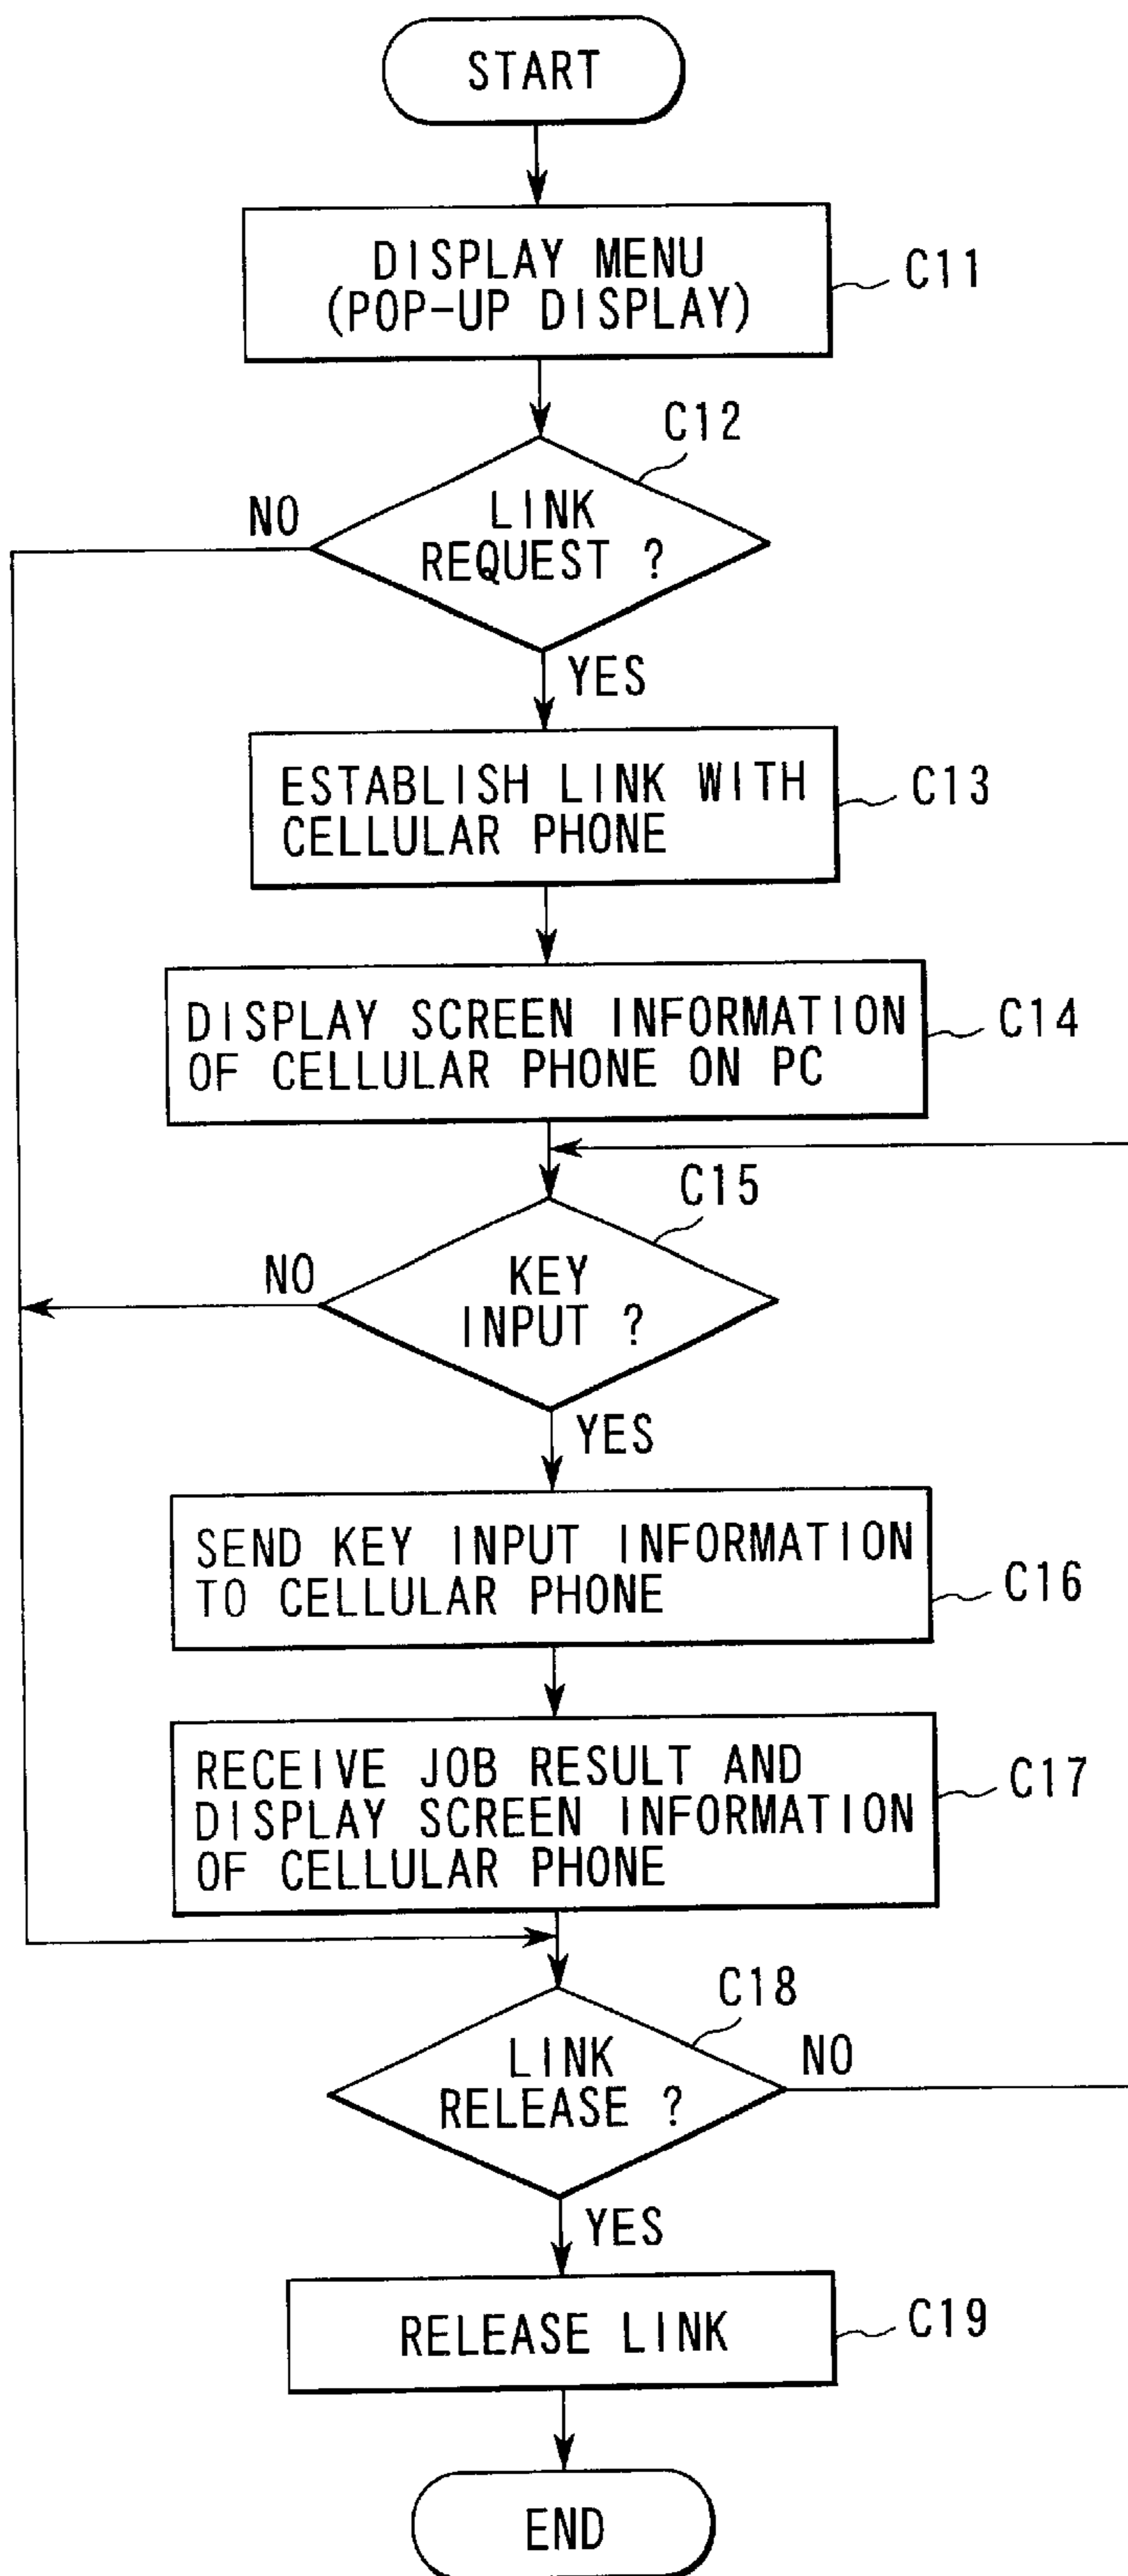 START
DISPLAY MENU
(POP-UP DISPLAY)
C11
C12
NO
LINK
REQUEST ?
YES
ESTABLISH LINK WITH
CELLULAR PHONE
C13
DISPLAY SCREEN INFORMATION
OF CELLULAR PHONE ON PC
C14
C15
NO
KEY
INPUT ?
YES
SEND KEY INPUT INFORMATION
TO CELLULAR PHONE
C16
RECEIVE JOB RESULT AND
DISPLAY SCREEN INFORMATION
OF CELLULAR PHONE
C17
C18
LINK
RELEASE ?
NO
YES
RELEASE LINK
C19
END